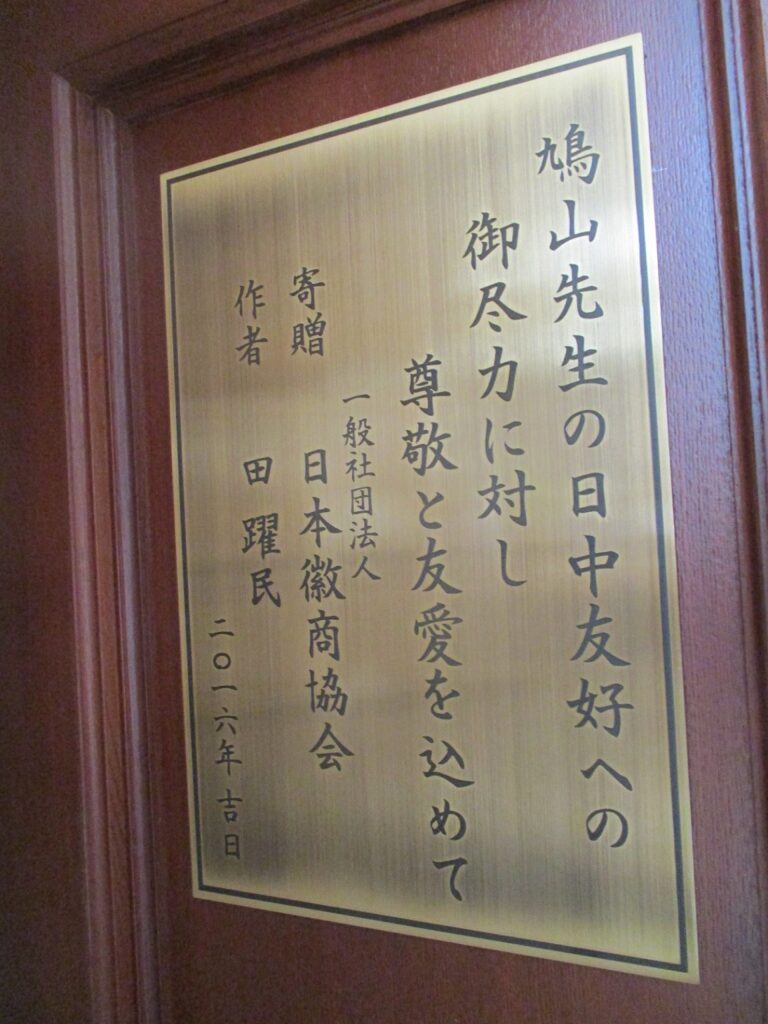 鳩山先生の日中友好への
御尽力に対し
尊敬と友愛を込めて
一般社団法人
寄贈 日本徽商協会
作者 田躍民
二〇一六年吉日